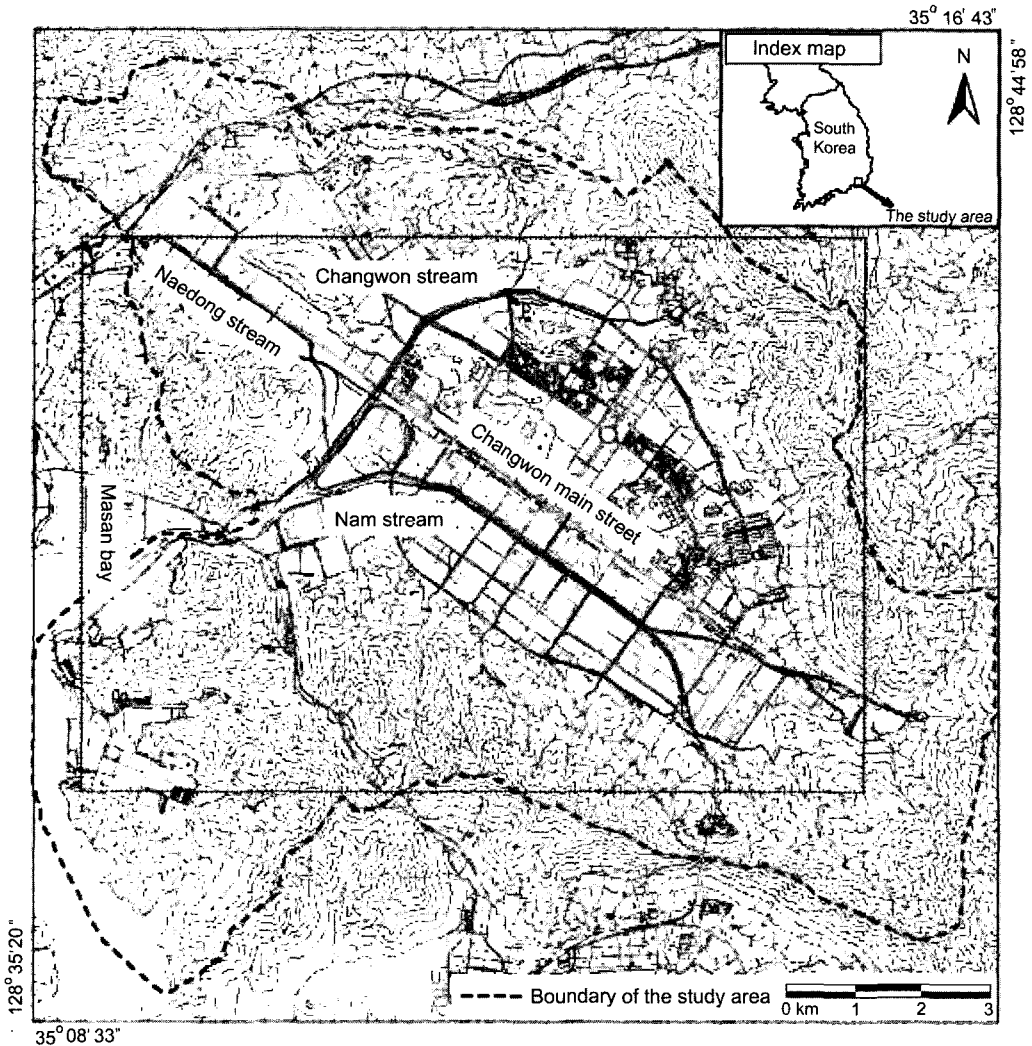 35° 16' 43"
128° 44' 58"
Index map
N
South
Korea
The study area
Changwon stream
Naedong stream
Changwon main street
Nam stream
Masan bay
128° 35' 20"
35° 08' 33"
Boundary of the study area
0 km 1 2 3